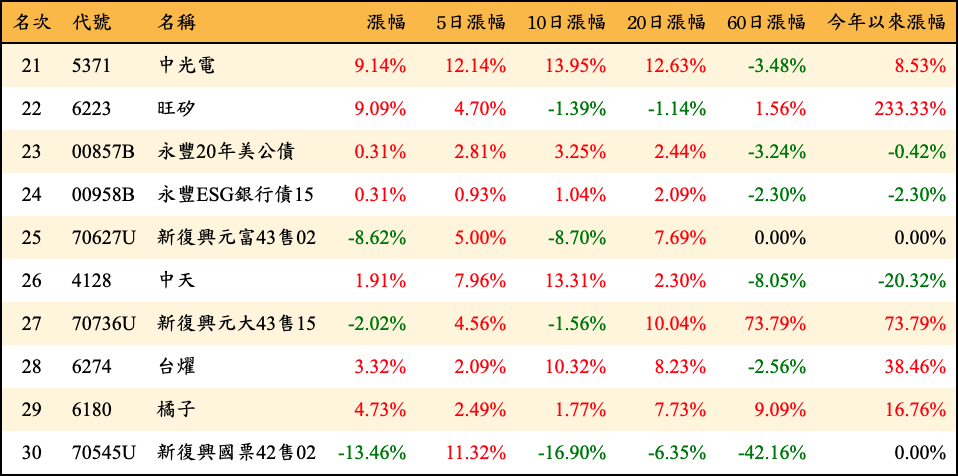 名次 代號 名稱 漲幅 5日漲幅 10日漲幅 20日漲幅 60日漲幅 今年以來漲幅
21 5371 中光電 9.14% 12.14% 13.95% 12.63% -3.48% 8.53%
22 6223 旺矽 9.09% 4.70% -1.39% -1.14% 1.56% 233.33%
23 00857B 永豐20年美公債 0.31% 2.81% 3.25% 2.44% -3.24% -0.42%
24 00958B 永豐ESG銀行債15 0.31% 0.93% 1.04% 2.09% -2.30% -2.30%
25 70627U 新復興元富43售02 -8.62% 5.00% -8.70% 7.69% 0.00% 0.00%
26 4128 中天 1.91% 7.96% 13.31% 2.30% -8.05% -20.32%
27 70736U 新復興元大43售15 -2.02% 4.56% -1.56% 10.04% 73.79% 73.79%
28 6274 台燿 3.32% 2.09% 10.32% 8.23% -2.56% 38.46%
29 6180 橘子 4.73% 2.49% 1.77% 7.73% 9.09% 16.76%
30 70545U 新復興國票42售02 -13.46% 11.32% -16.90% -6.35% -42.16% 0.00%